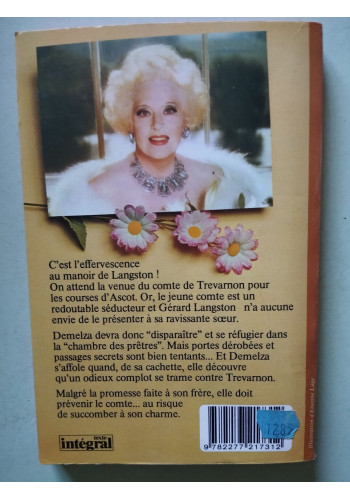 C'est l'effervescence
au manoir de Langston !
On attend la venue du comte de Trevarnon pour
les courses d'Ascot. Or, le jeune comte est un
redoutable séducteur et Gérard Langston n'a aucune
envie de le présenter à sa ravissante sœur.
Demelza devra donc "disparaître" et se réfugier dans
la "chambre des prêtres". Mais portes dérobées et
passages secrets sont bien tentants... Et Demelza
s'affole quand, de sa cachette, elle découvre
qu'un odieux complot se trame contre Trevarnon.
Malgré la promesse faite à son frère, elle doit
prévenir le comte... au risque
de succomber à son charme.
texte
intégral
9 782277 217312
Illustration d'